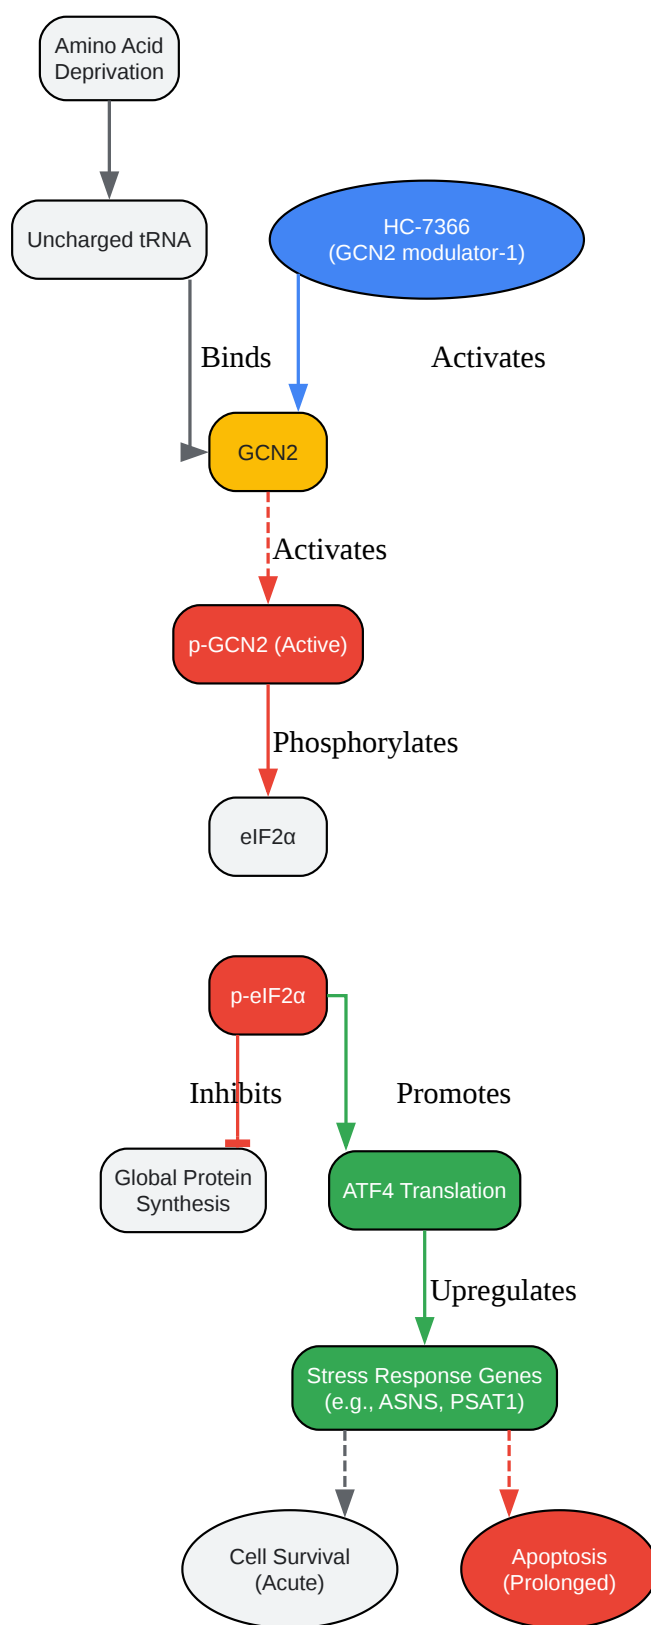 Amino Acid
Deprivation
Uncharged tRNA
HC-7366
(GCN2 modulator-1)
Binds
Activates
GCN2
Activates
p-GCN2 (Active)
Phosphorylates
eIF2α
p-eIF2α
Inhibits
Promotes
Global Protein
Synthesis
ATF4 Translation
Upregulates
Stress Response Genes
(e.g., ASNS, PSAT1)
Cell Survival
(Acute)
Apoptosis
(Prolonged)